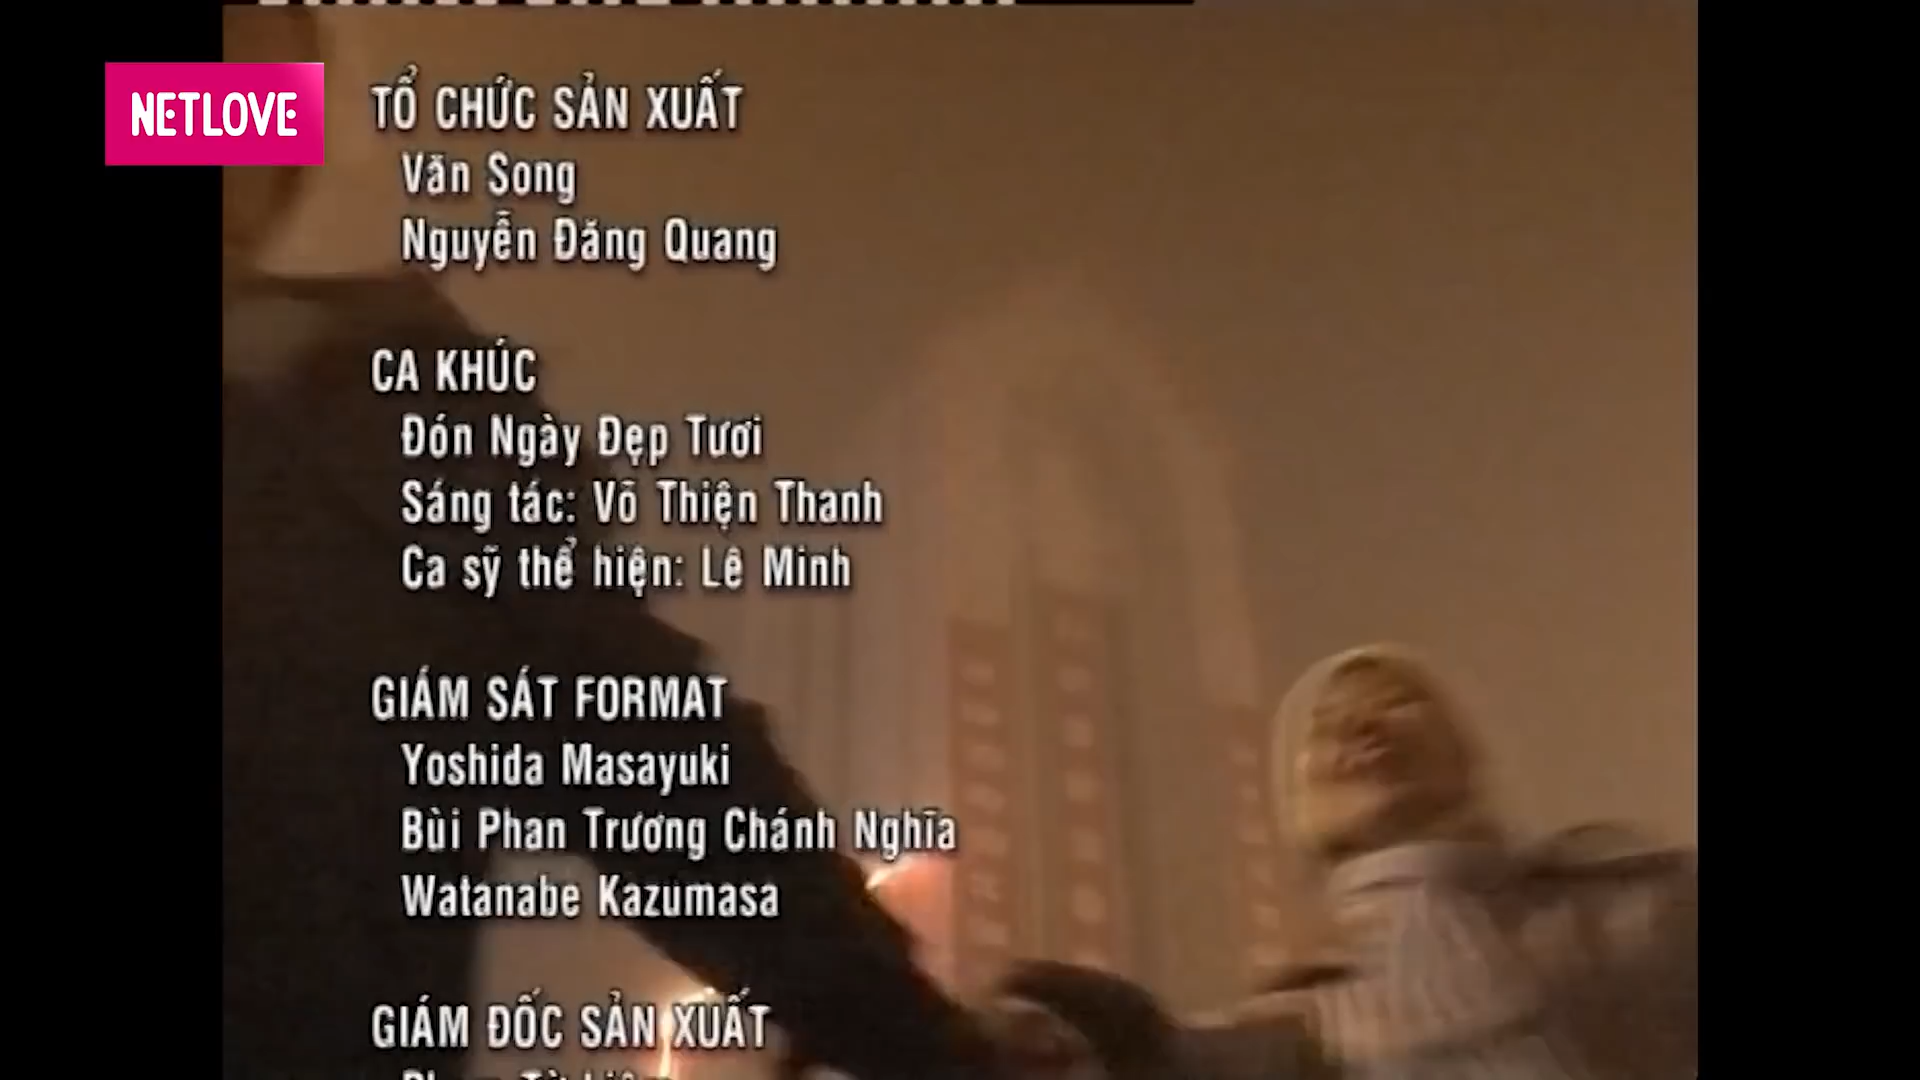 NETLOVE
TỔ CHỨC SẢN XUẤT
Văn Song
Nguyễn Đăng Quang
CA KHÚC
Đón Ngày Đẹp Tươi
Sáng tác: Võ Thiện Thanh
Ca sỹ thể hiện: Lê Minh
GIÁM SÁT FORMAT
Yoshida Masayuki
Bùi Phan Trương Chánh Nghĩa
Watanabe Kazumasa
GIÁM ĐỐC SẢN XUẤT